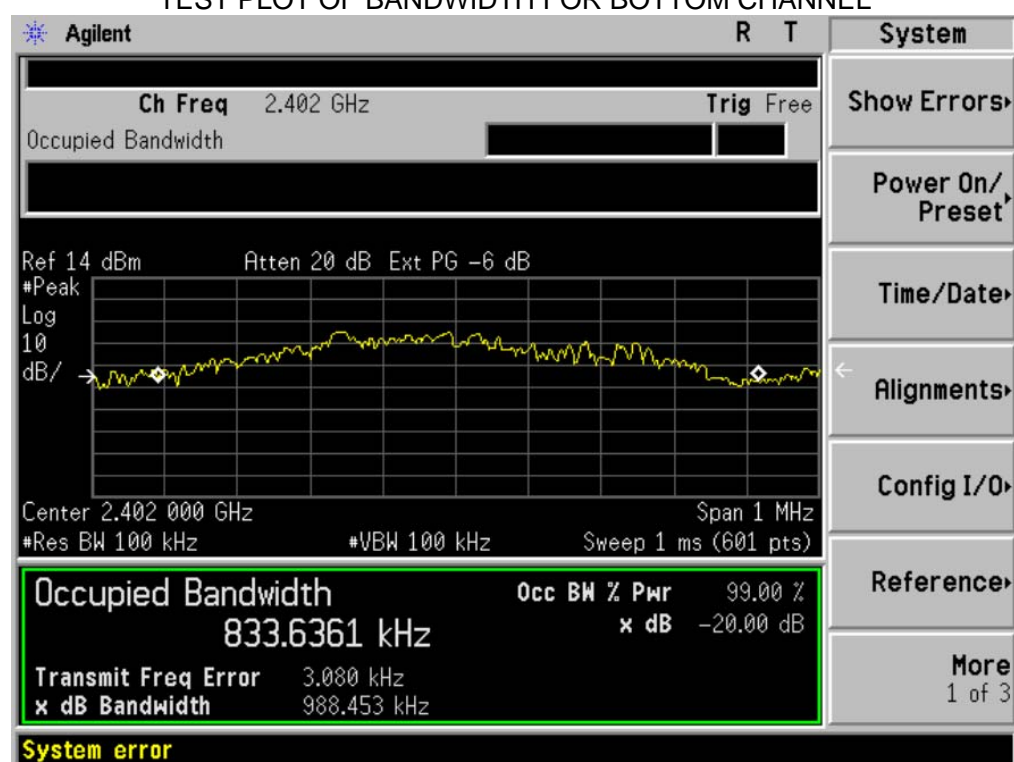 TEST PLOT OF BANDWIDTH FOR BOTTOM CHANNEL
Agilent R T System
Ch Freq 2.402 GHz Trig Free
Occupied Bandwidth
Show Errors
Power On/
Preset
Time/Date
Alignments
Config I/O
Reference
More
1 of 3
Ref 14 dBm Atten 20 dB Ext PG -6 dB
#Peak
Log
10
dB/
Center 2.402 000 GHz Span 1 MHz
#Res BW 100 kHz #VBW 100 kHz Sweep 1 ms (601 pts)
Occupied Bandwidth Occ BW % Pwr 99.00 %
833.6361 kHz x dB -20.00 dB
Transmit Freq Error 3.080 kHz
x dB Bandwidth 988.453 kHz
System error